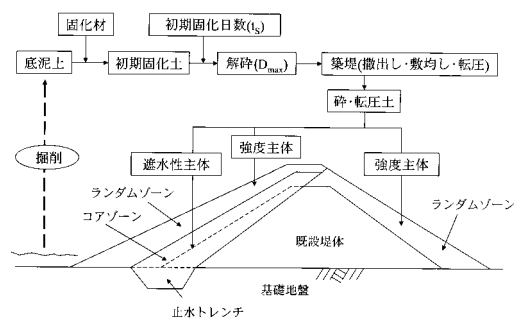 固化材
初期固化日数(tS)
底泥土
初期固化土
解砕(Dmax)
築堤(撒出し・敷均し・転圧)
砕・転圧土
掘削
遮水性主体
強度主体
強度主体
ランダムゾーン
コアゾーン
ランダムゾーン
既設堤体
基礎地盤
止水トレンチ